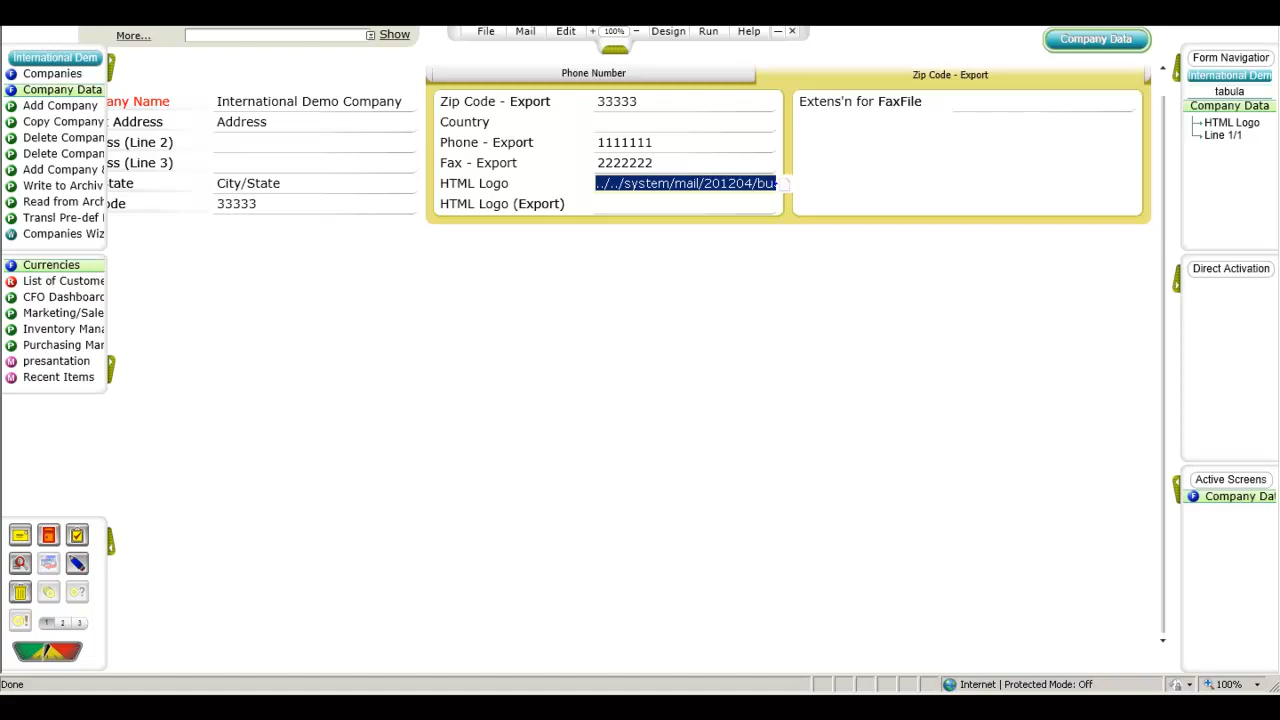 More... Show File Mail Edit + 100% − Design Run Help
Company Data
International Dem
Companies
Company Data
Add Company
Copy Company
Delete Compan
Delete Compan
Add Company &
Write to Archiv
Read from Arch
Transl Pre-def
Companies Wiz
Currencies
List of Custome
CFO Dashboard
Marketing/Sale
Inventory Mana
Purchasing Mar
presantation
Recent Items
1 2 3
any Name International Demo Company
Address Address
ss (Line 2)
ss (Line 3)
tate City/State
ode 33333
Phone Number Zip Code - Export
Zip Code - Export 33333
Country
Phone - Export 1111111
Fax - Export 2222222
HTML Logo ../../system/mail/201204/bu
HTML Logo (Export)
Extens'n for FaxFile
Form Navigator
International Dem
tabula
Company Data
HTML Logo
Line 1/1
Direct Activation
Active Screens
Company Dat
Done Internet | Protected Mode: Off 100%